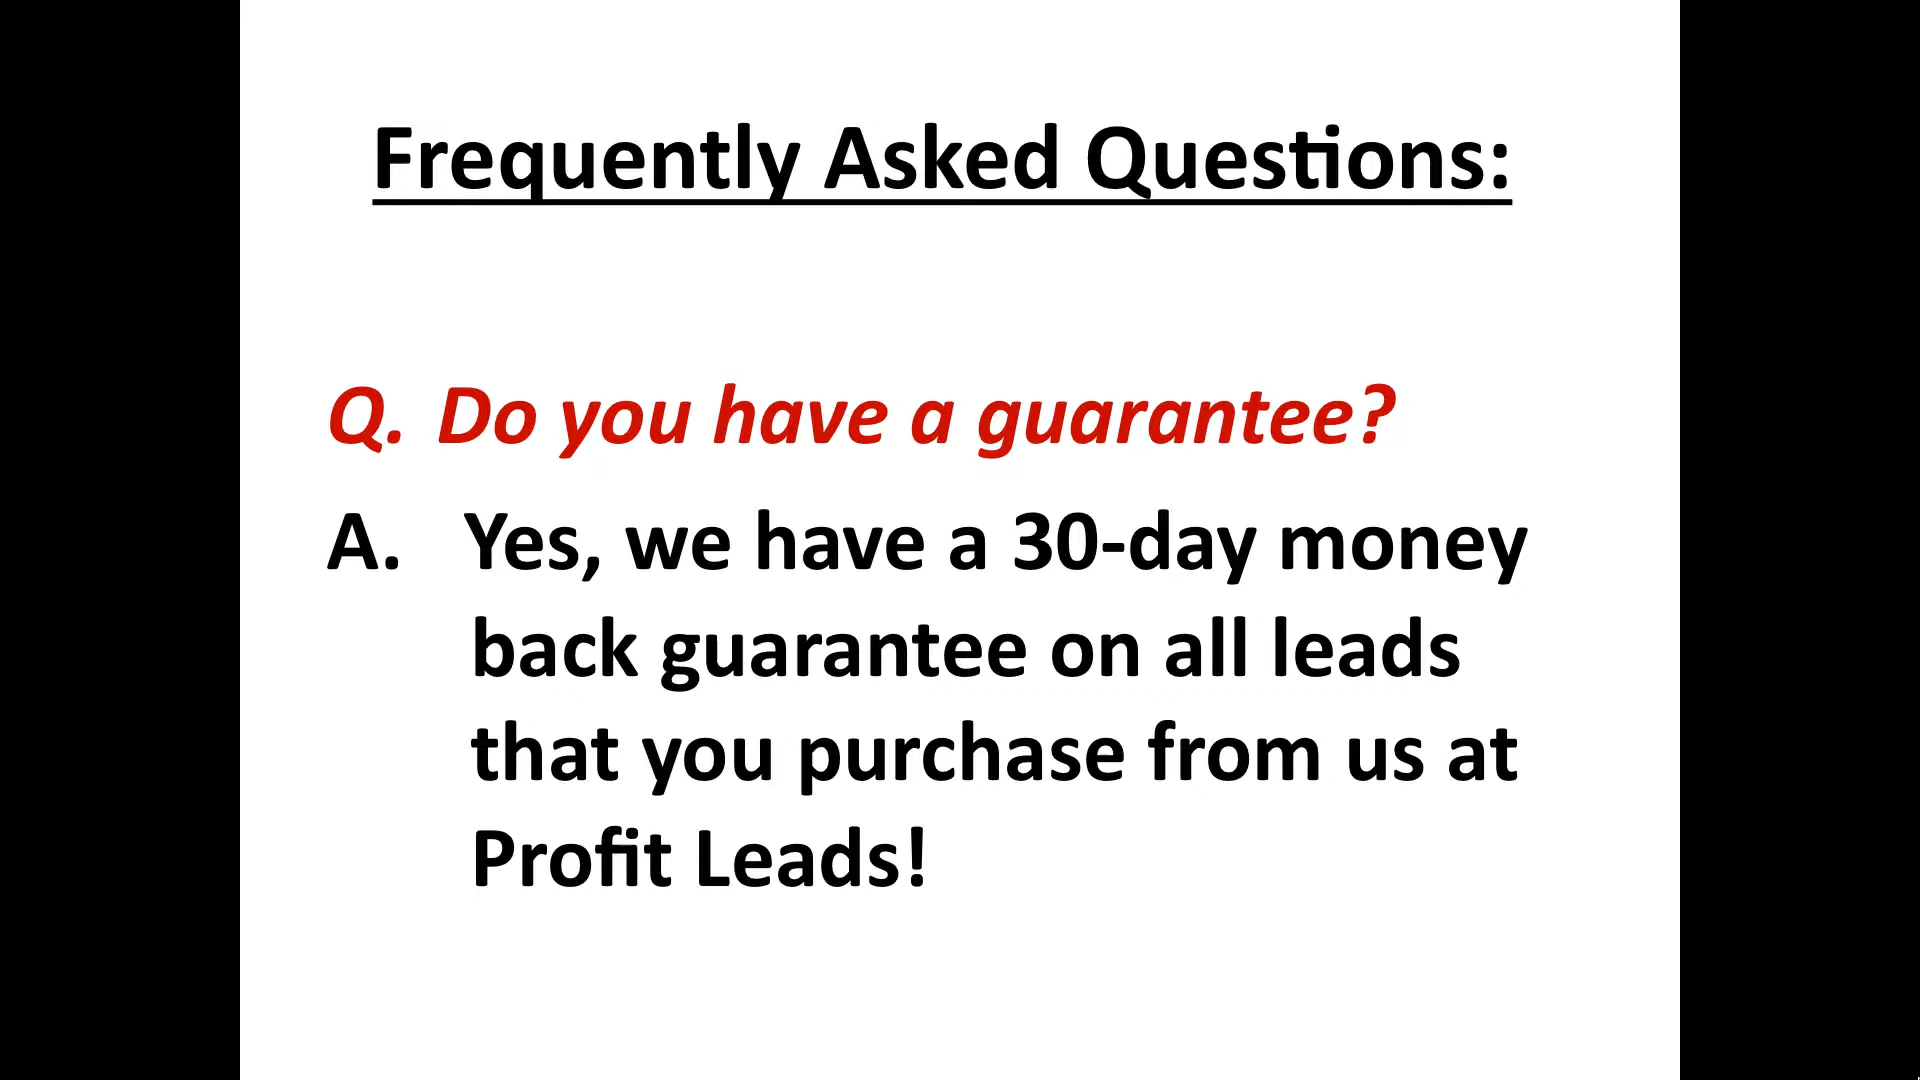 Frequently Asked Questions:
Q. Do you have a guarantee?
A. Yes, we have a 30-day money
back guarantee on all leads
that you purchase from us at
Profit Leads!